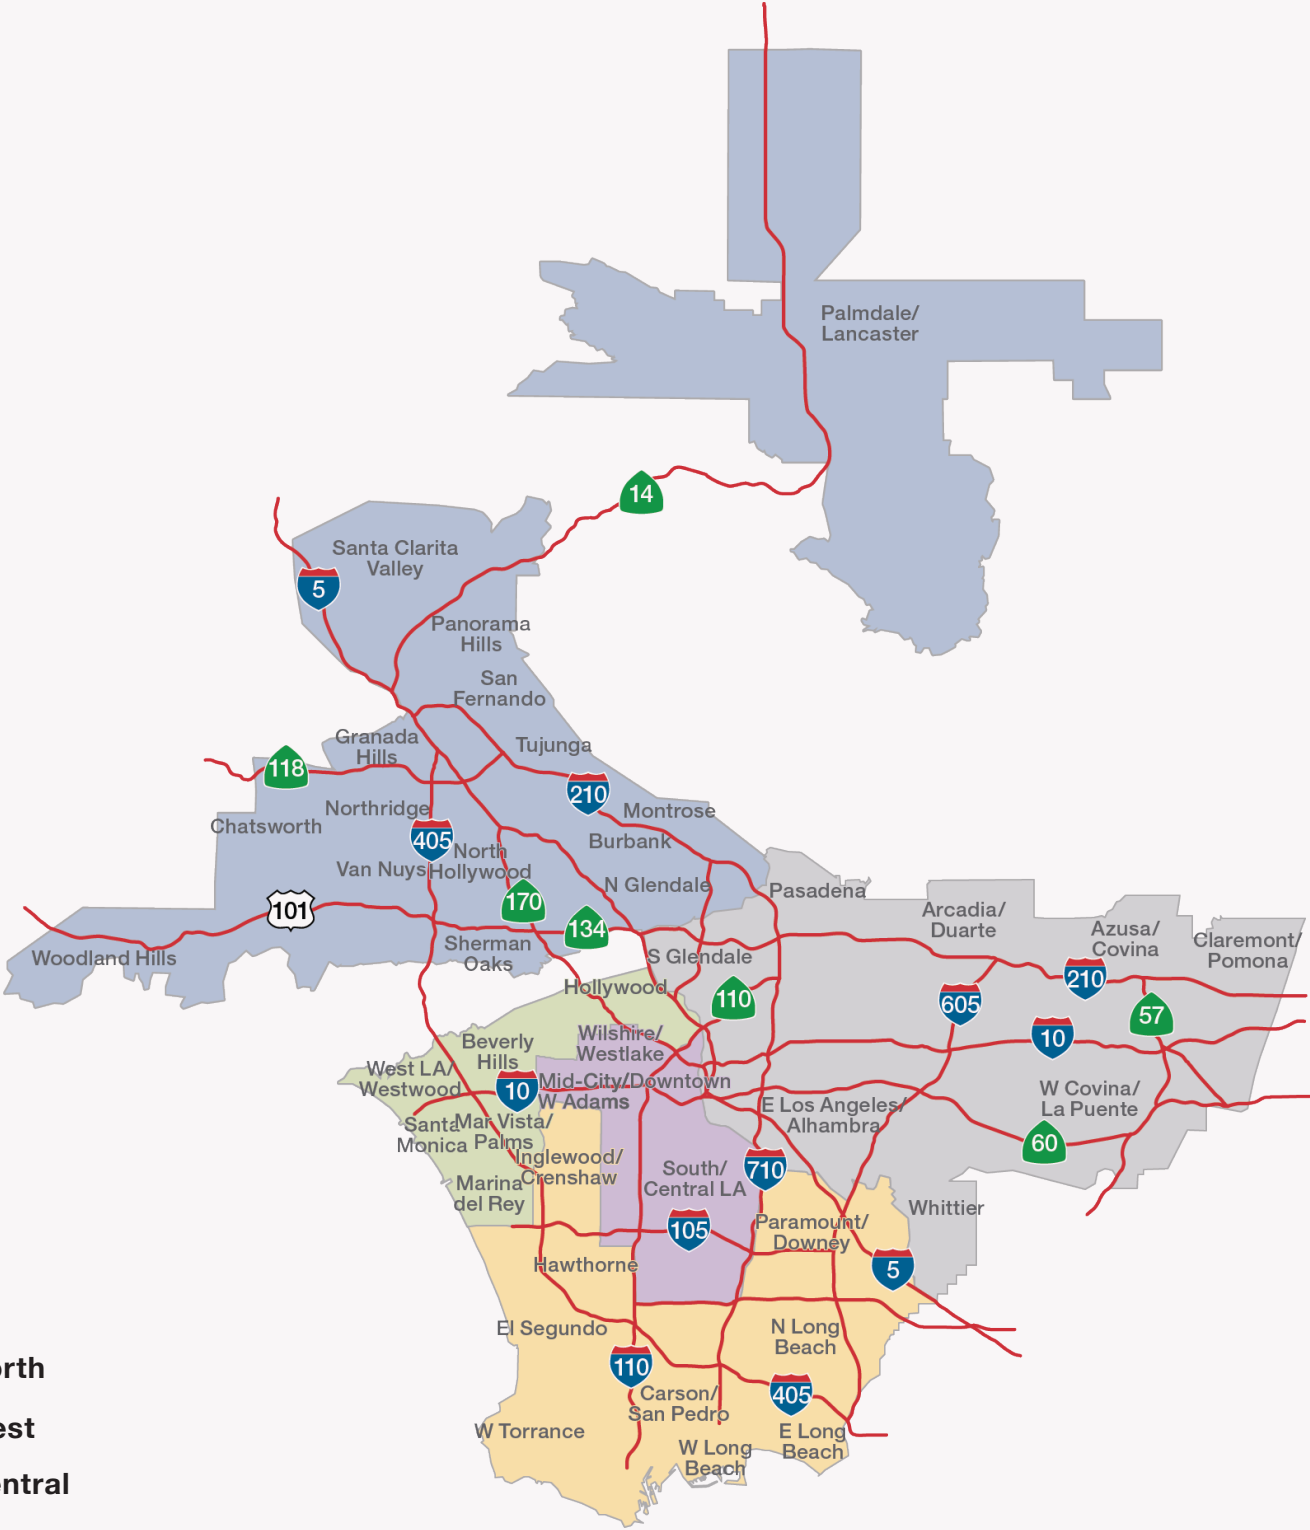 Palmdale/
Lancaster
14
Santa Clarita
Valley
5
Panorama
Hills
San
Fernando
Granada
Hills
Tujunga
118
210
Northridge
Montrose
Chatsworth
405
Burbank
North
Hollywood
Van Nuys
N Glendale
Pasadena
170
101
134
Arcadia/
Duarte
Azusa/
Covina
Claremont/
Pomona
Woodland Hills
Sherman
Oaks
S Glendale
Hollywood
110
605
210
57
10
Wilshire/
Westlake
Beverly
Hills
West LA/
Westwood
10
Mid-City/Downtown
W Adams
W Covina/
La Puente
E Los Angeles/
Alhambra
Santa
Monica
Mar Vista/
Palms
60
Inglewood/
Crenshaw
710
South/
Central LA
Marina
del Rey
Whittier
105
Paramount/
Downey
Hawthorne
5
El Segundo
N Long
Beach
110
orth
405
Carson/
San Pedro
est
W Torrance
E Long
Beach
W Long
Beach
entral